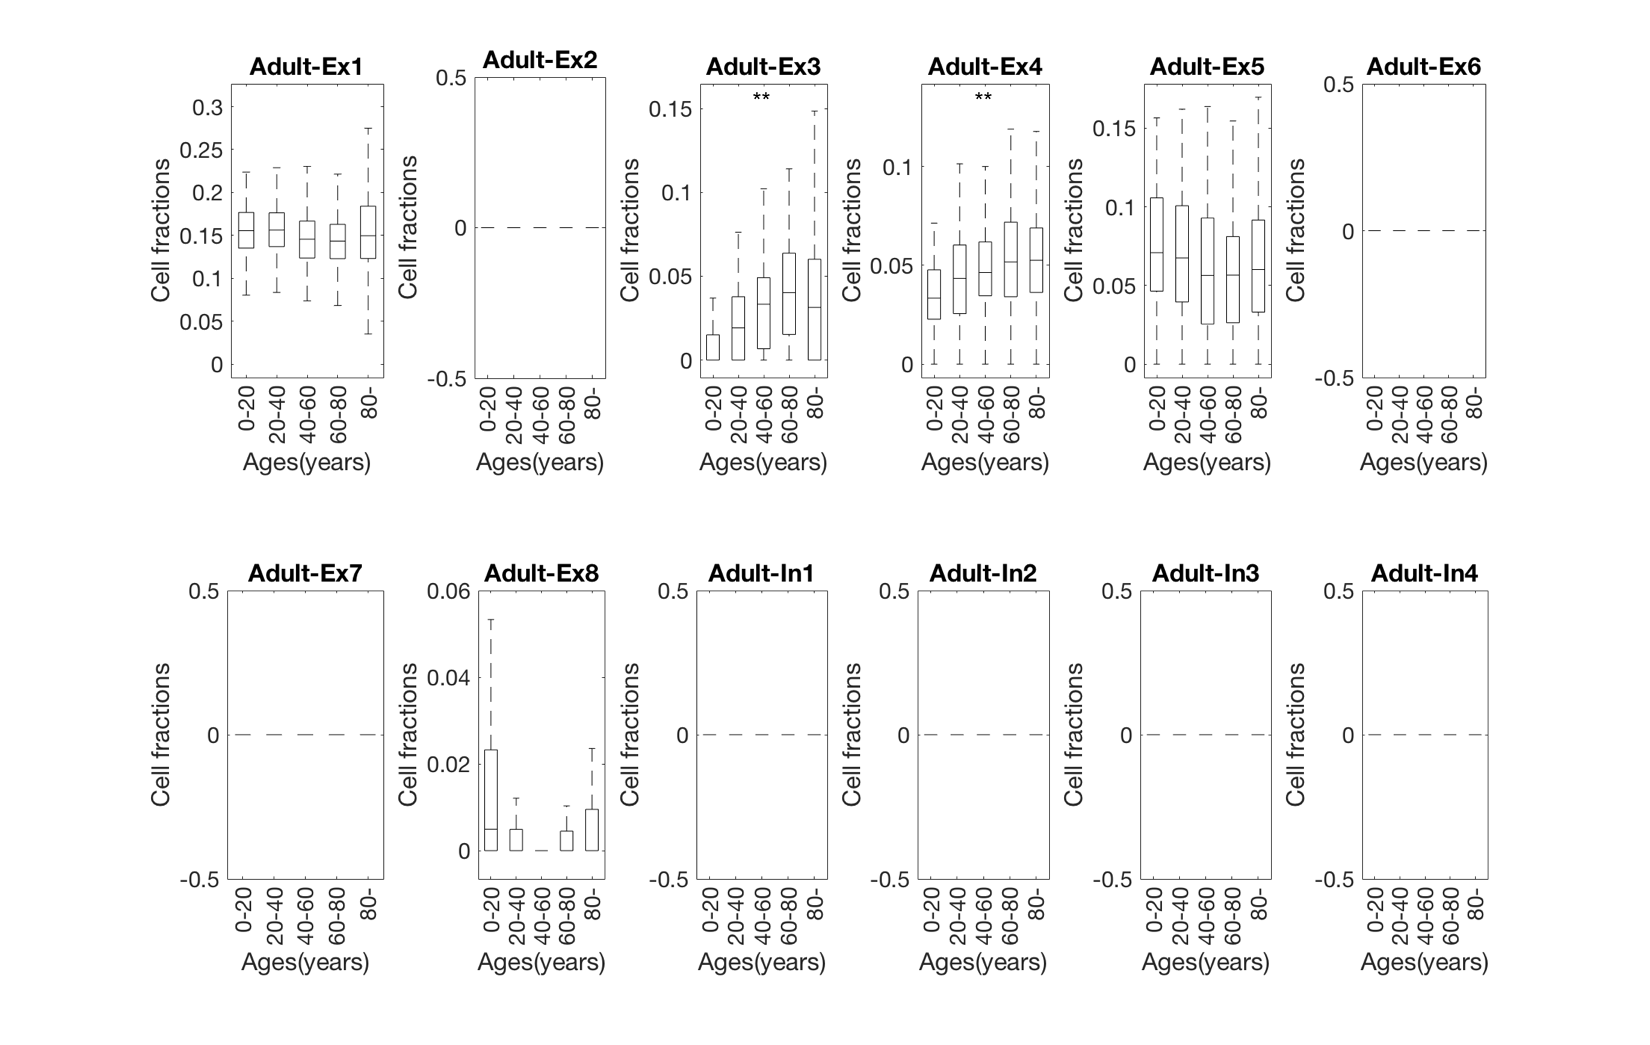 Adult-Ex1
Cell fractions
0.3
0.25
0.2
0.15
0.1
0.05
0
0-20
20-40
40-60
60-80
80-
Ages(years)
Adult-Ex2
Cell fractions
0.5
0
-0.5
0-20
20-40
40-60
60-80
80-
Ages(years)
Adult-Ex3
**
Cell fractions
0.15
0.1
0.05
0
0-20
20-40
40-60
60-80
80-
Ages(years)
Adult-Ex4
**
Cell fractions
0.1
0.05
0
0-20
20-40
40-60
60-80
80-
Ages(years)
Adult-Ex5
Cell fractions
0.15
0.1
0.05
0
0-20
20-40
40-60
60-80
80-
Ages(years)
Adult-Ex6
Cell fractions
0.5
0
-0.5
0-20
20-40
40-60
60-80
80-
Ages(years)
Adult-Ex7
Cell fractions
0.5
0
-0.5
0-20
20-40
40-60
60-80
80-
Ages(years)
Adult-Ex8
Cell fractions
0.06
0.04
0.02
0
0-20
20-40
40-60
60-80
80-
Ages(years)
Adult-In1
Cell fractions
0.5
0
-0.5
0-20
20-40
40-60
60-80
80-
Ages(years)
Adult-In2
Cell fractions
0.5
0
-0.5
0-20
20-40
40-60
60-80
80-
Ages(years)
Adult-In3
Cell fractions
0.5
0
-0.5
0-20
20-40
40-60
60-80
80-
Ages(years)
Adult-In4
Cell fractions
0.5
0
-0.5
0-20
20-40
40-60
60-80
80-
Ages(years)